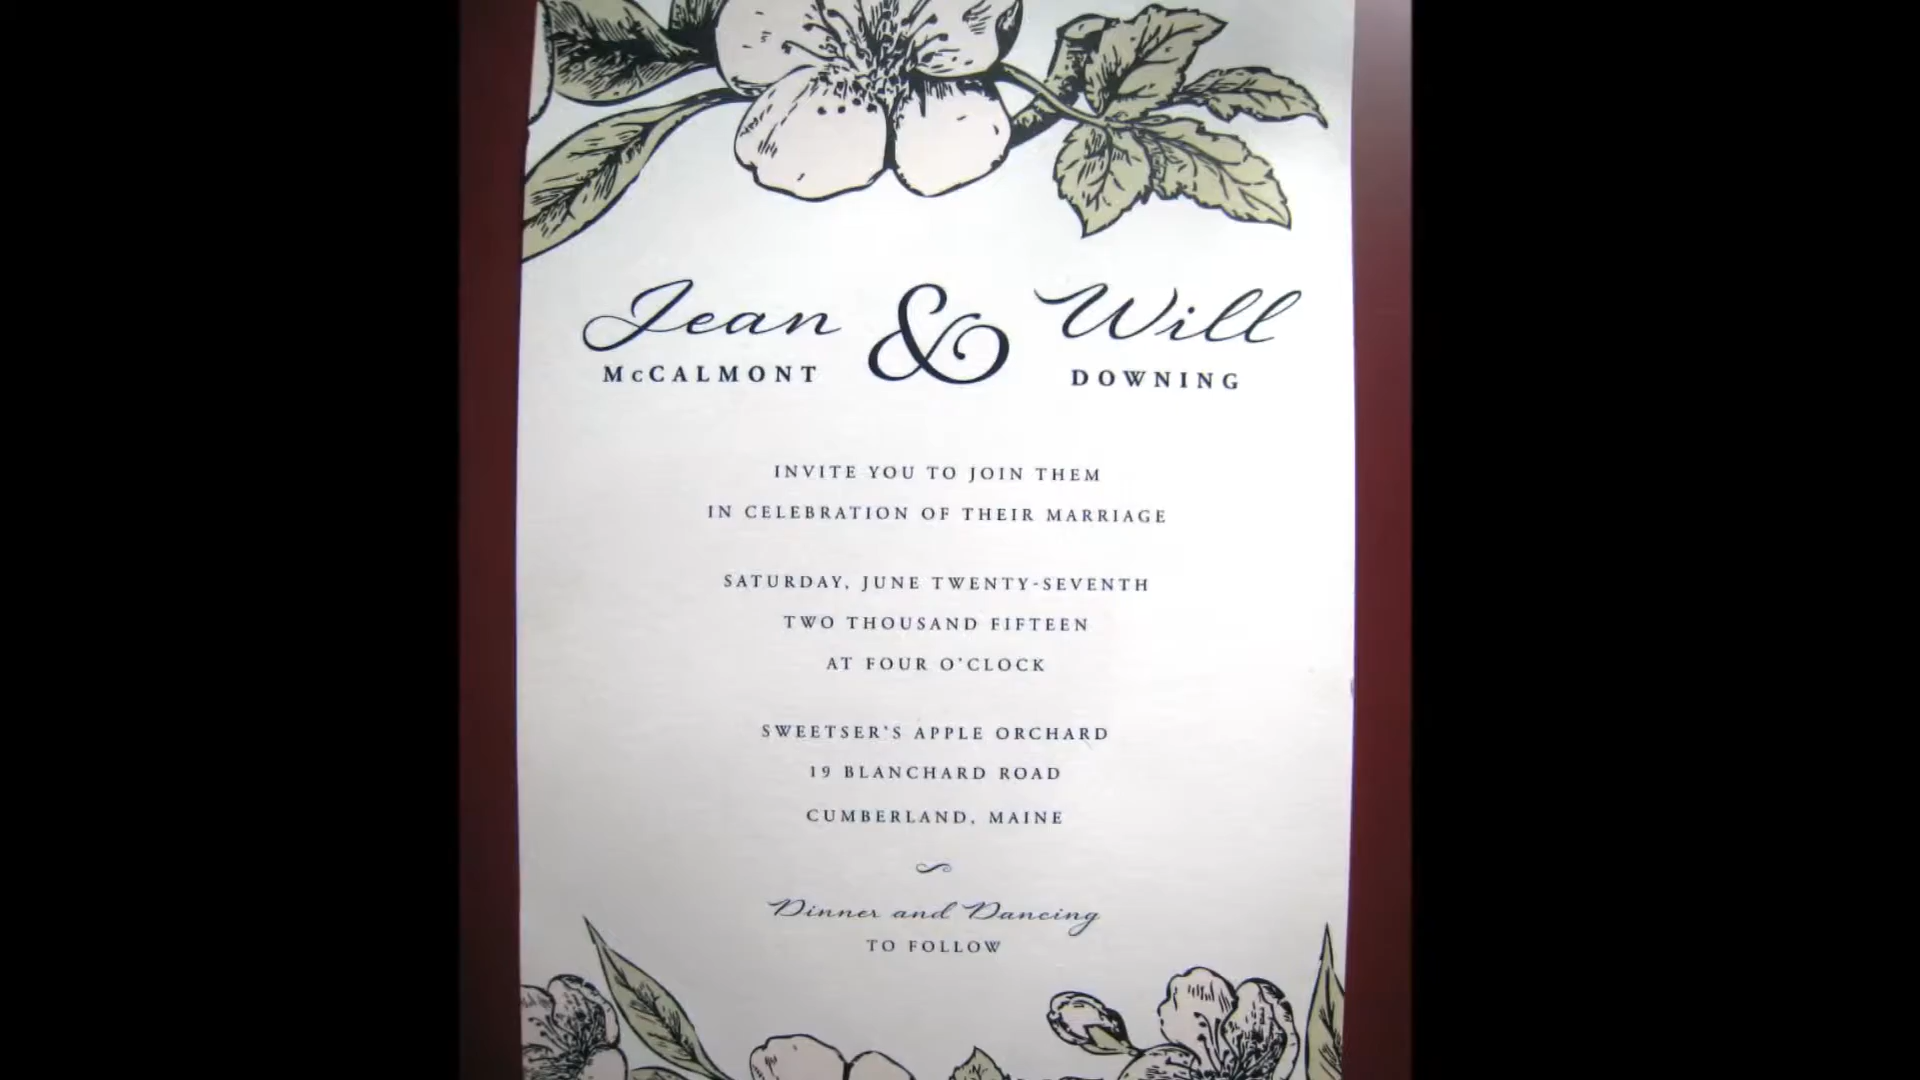 Jean & Will
McCALMONT DOWNING
INVITE YOU TO JOIN THEM
IN CELEBRATION OF THEIR MARRIAGE
SATURDAY, JUNE TWENTY-SEVENTH
TWO THOUSAND FIFTEEN
AT FOUR O'CLOCK
SWEETSER'S APPLE ORCHARD
19 BLANCHARD ROAD
CUMBERLAND, MAINE
Dinner and Dancing
TO FOLLOW